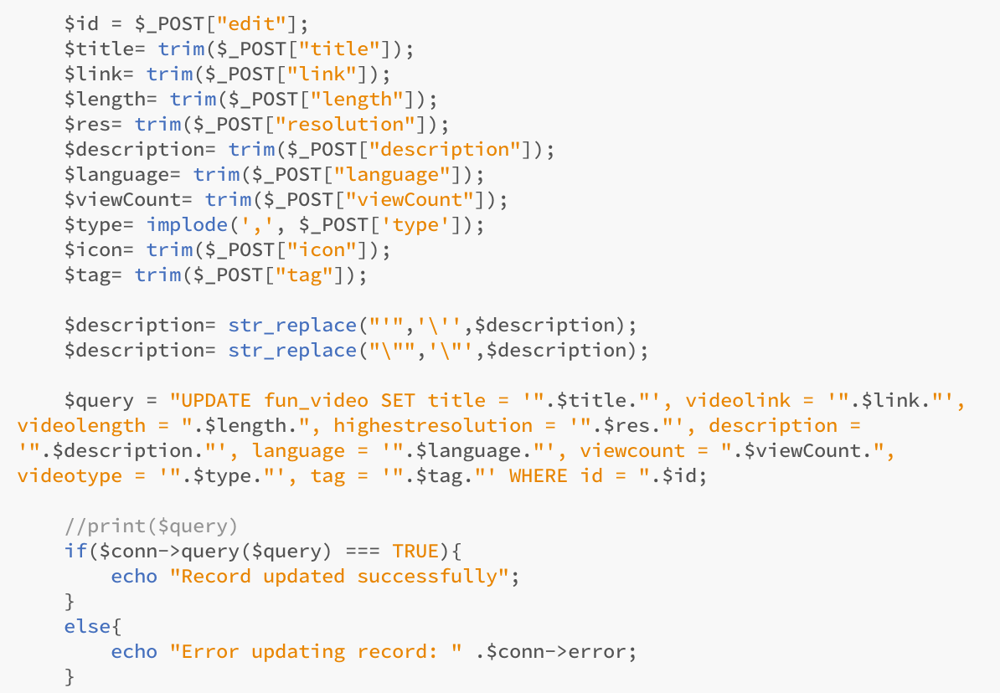 $id = $_POST["edit"];
$title= trim($_POST["title"]);
$link= trim($_POST["link"]);
$length= trim($_POST["length"]);
$res= trim($_POST["resolution"]);
$description= trim($_POST["description"]);
$language= trim($_POST["language"]);
$viewCount= trim($_POST["viewCount"]);
$type= implode(',', $_POST['type']);
$icon= trim($_POST["icon"]);
$tag= trim($_POST["tag"]);
$description= str_replace("'",'\'',$description);
$description= str_replace("\"",'\"',$description);
$query = "UPDATE fun_video SET title = '".$title."', videolink = '".$link."',
videolength = ".$length.", highestresolution = '".$res."', description =
'".$description."', language = '".$language."', viewcount = ".$viewCount.",
videotype = '".$type."', tag = '".$tag."' WHERE id = ".$id;
//print($query)
if($conn->query($query) === TRUE){
echo "Record updated successfully";
}
else{
echo "Error updating record: " .$conn->error;
}